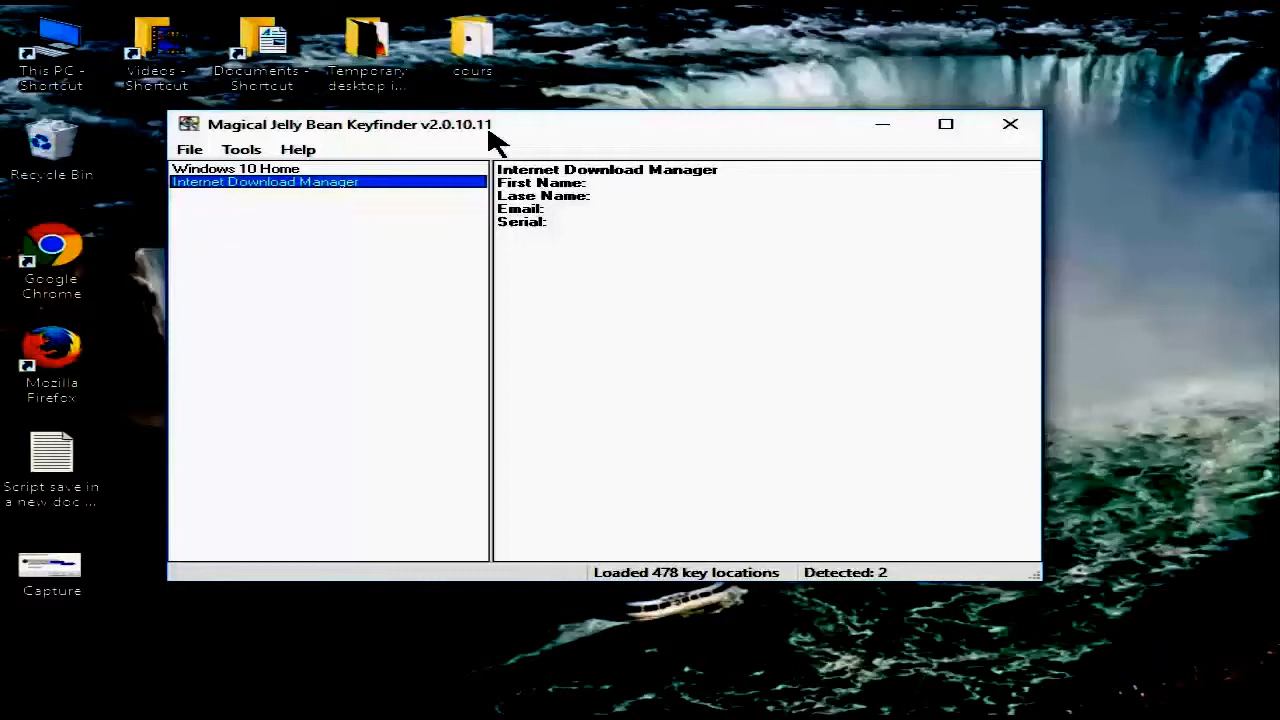 This PC -
Shortcut
Videos -
Shortcut
Documents -
Shortcut
Temporary
desktop i...
cours
Recycle Bin
Google
Chrome
Mozilla
Firefox
Script save in
a new doc ...
Capture
Magical Jelly Bean Keyfinder v2.0.10.11
File Tools Help
Windows 10 Home
Internet Download Manager
Internet Download Manager
First Name:
Lase Name:
Email:
Serial:
Loaded 478 key locations Detected: 2